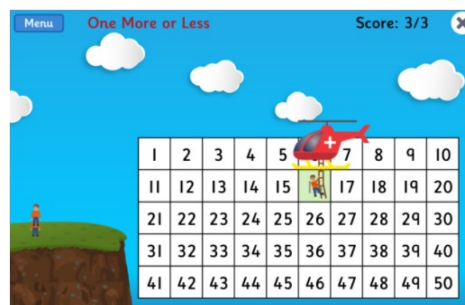 Menu One More or Less Score: 3/3
1 2 3 4 5 7 8 9 10
11 12 13 14 15 17 18 19 20
21 22 23 24 25 26 27 28 29 30
31 32 33 34 35 36 37 38 39 40
41 42 43 44 45 46 47 48 49 50